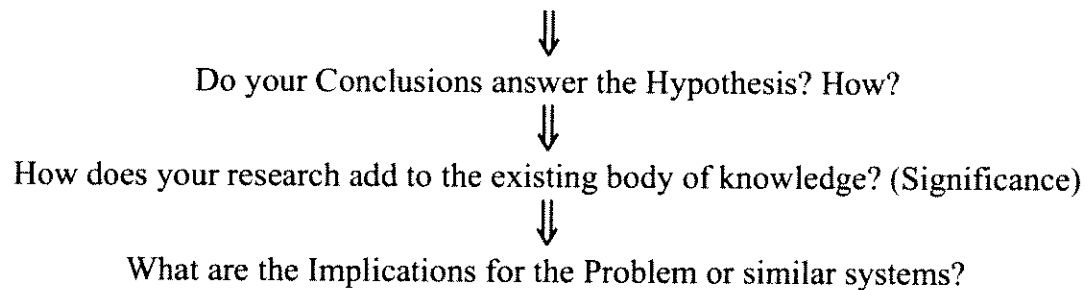 Do your Conclusions answer the Hypothesis? How?
How does your research add to the existing body of knowledge? (Significance)
What are the Implications for the Problem or similar systems?